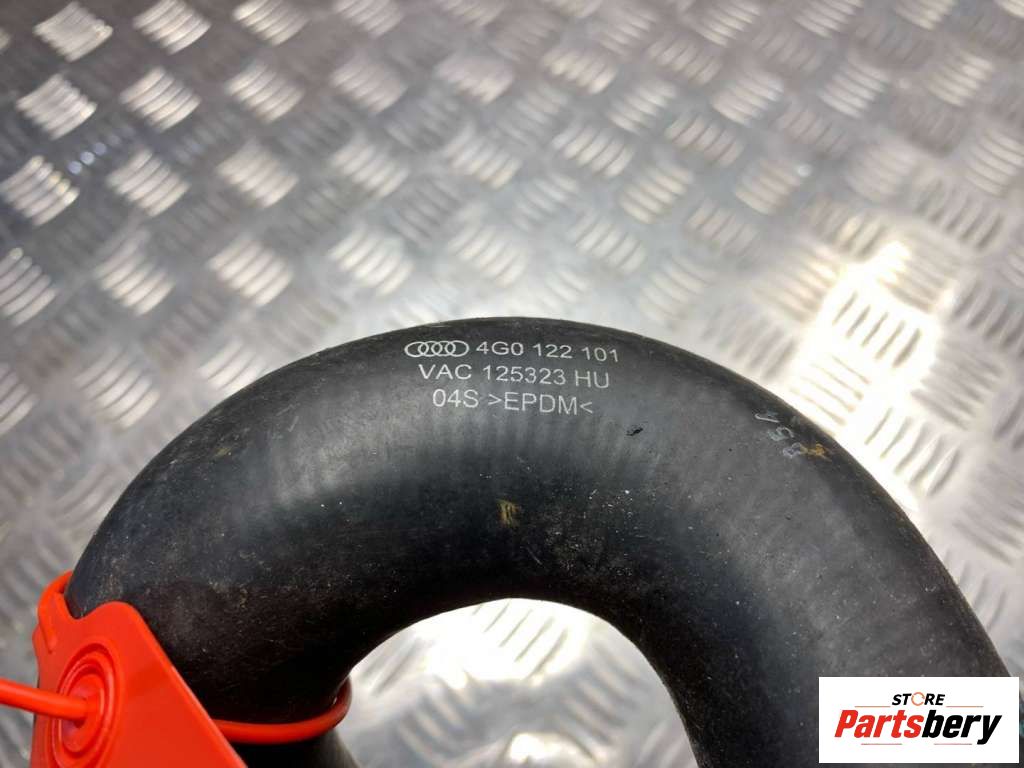 4G0 122 101
VAC 125323 HU
04S >EPDM<
STORE
Partsbery